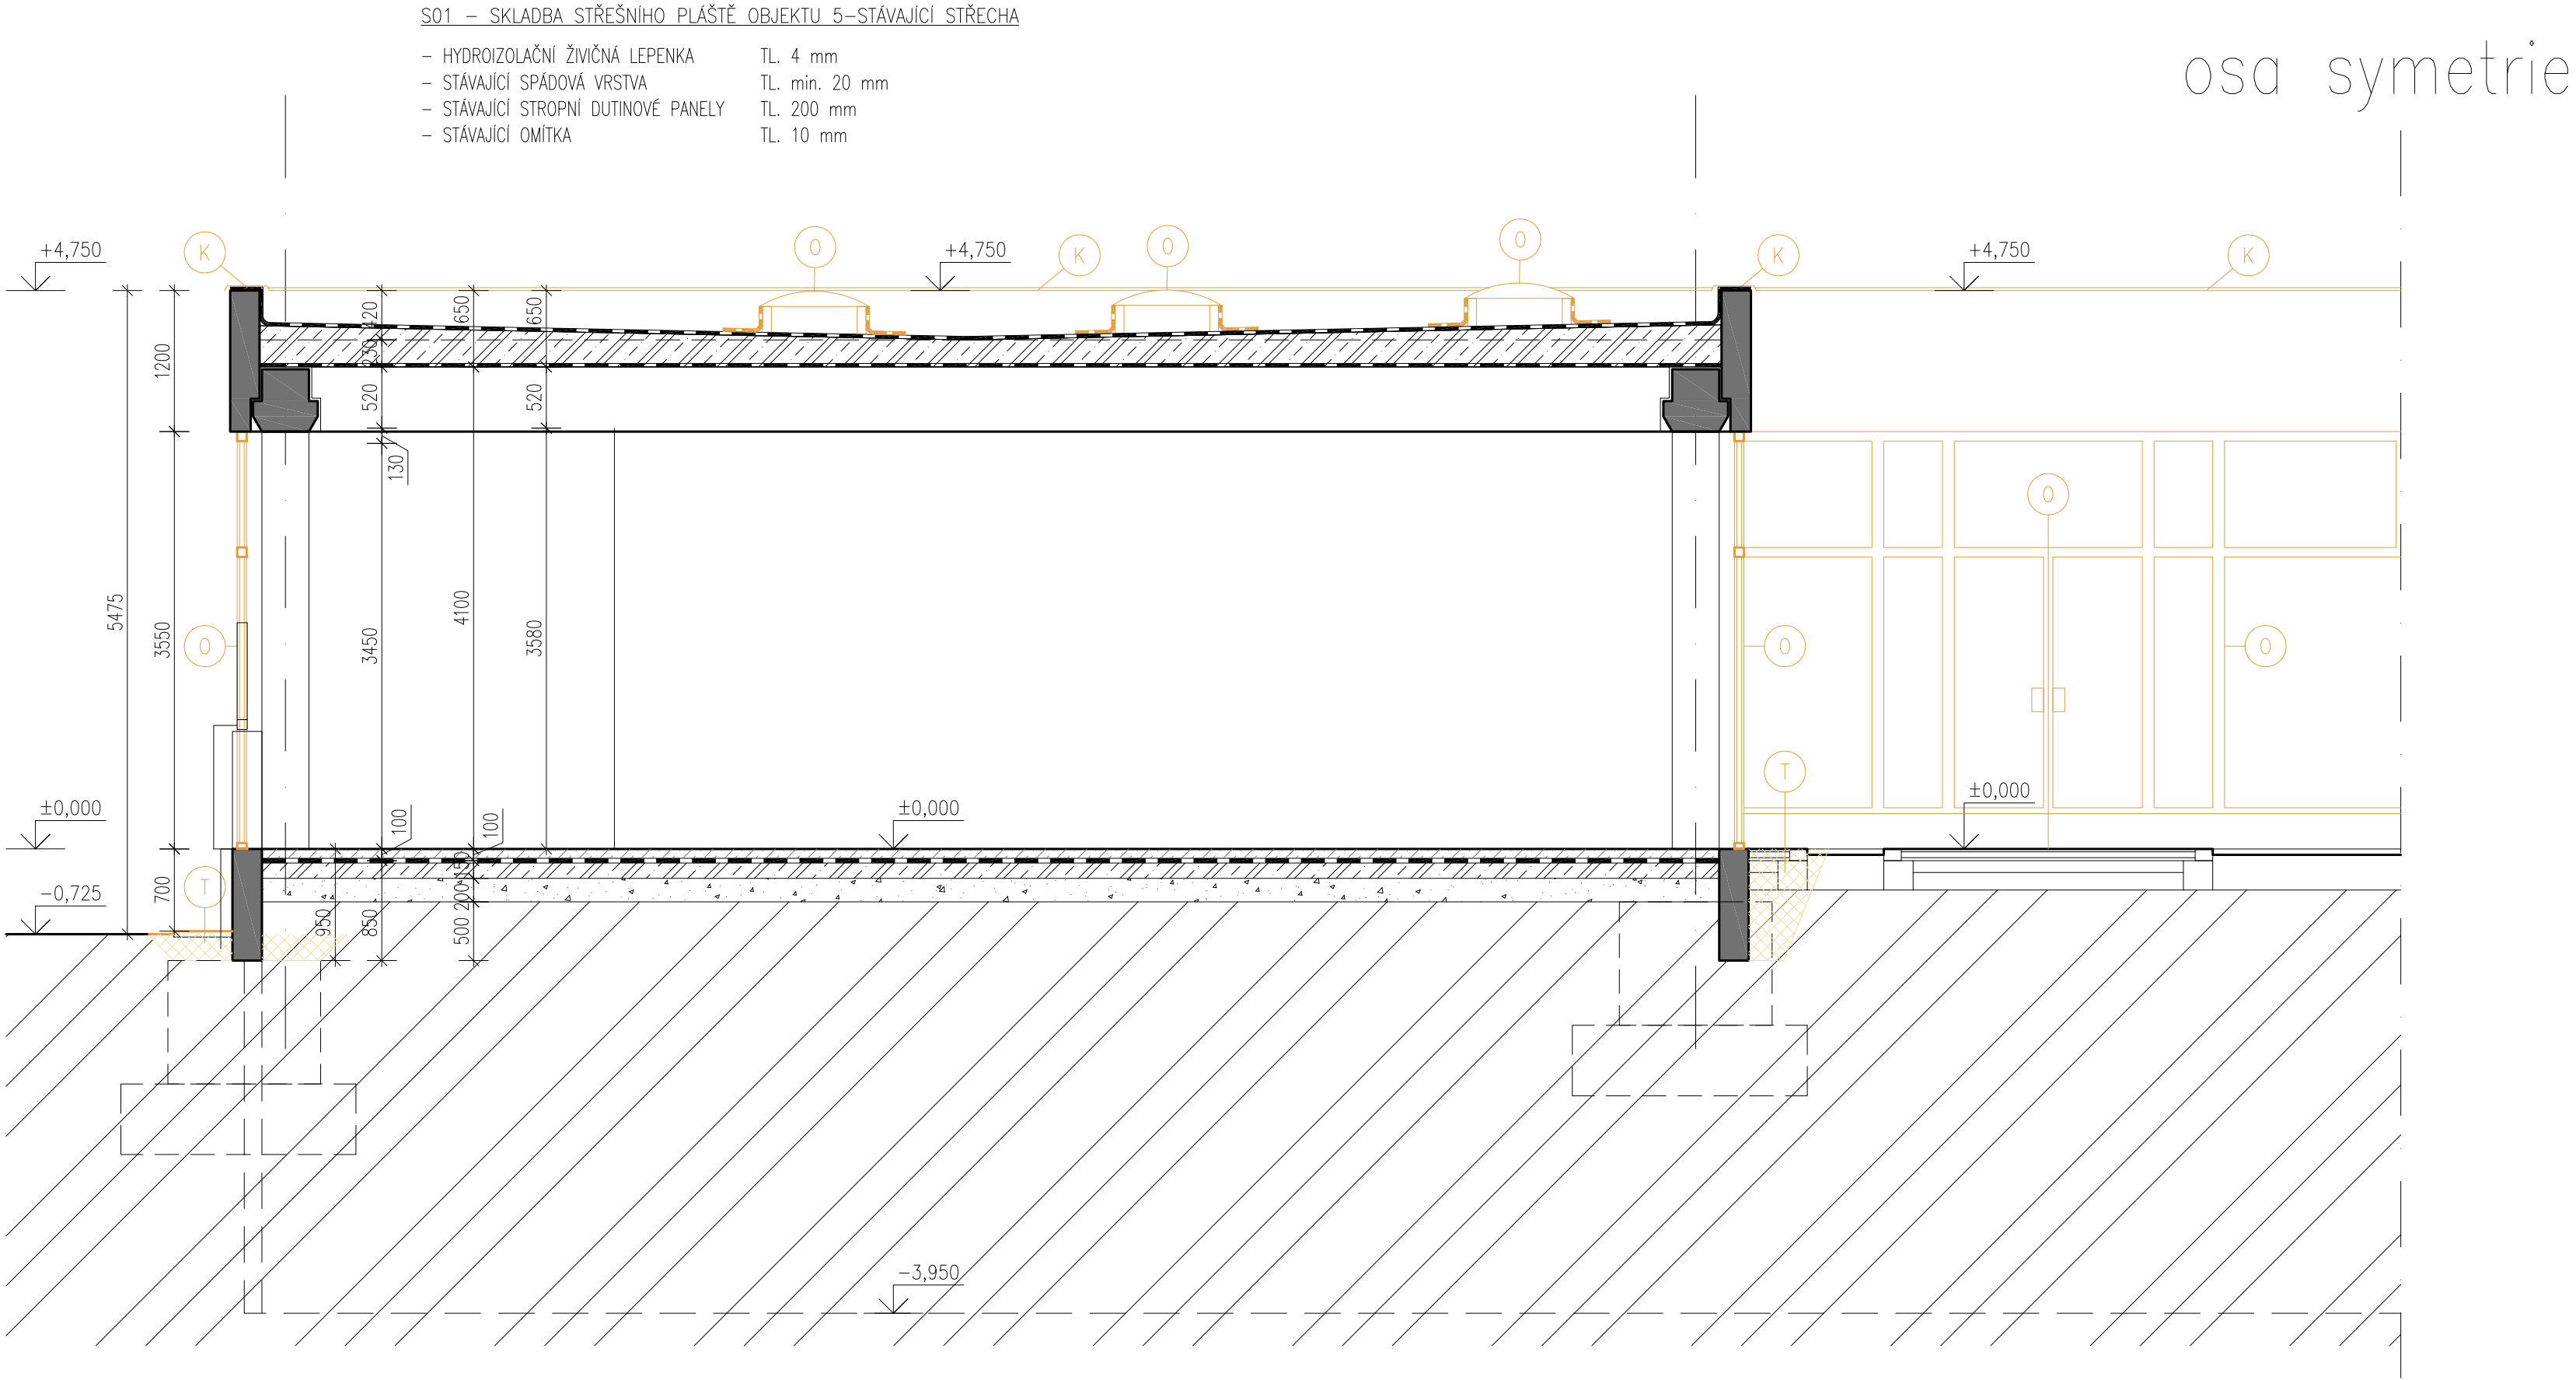 S01 – SKLADBA STŘEŠNÍHO PLÁŠTĚ OBJEKTU 5–STÁVAJÍCÍ STŘECHA
– HYDROIZOLAČNÍ ŽIVIČNÁ LEPENKA TL. 4 mm
– STÁVAJÍCÍ SPÁDOVÁ VRSTVA TL. min. 20 mm
– STÁVAJÍCÍ STROPNÍ DUTINOVÉ PANELY TL. 200 mm
– STÁVAJÍCÍ OMÍTKA TL. 10 mm
osa symetrie
+4,750
K
O
+4,750
K
O
O
K
+4,750
K
420
650
650
1200
230
520
520
130
O
5475
3550
3450
4100
3580
O
O
O
T
±0,000
100
100
±0,000
±0,000
T
–0,725
700
950
850
150
200
500
–3,950